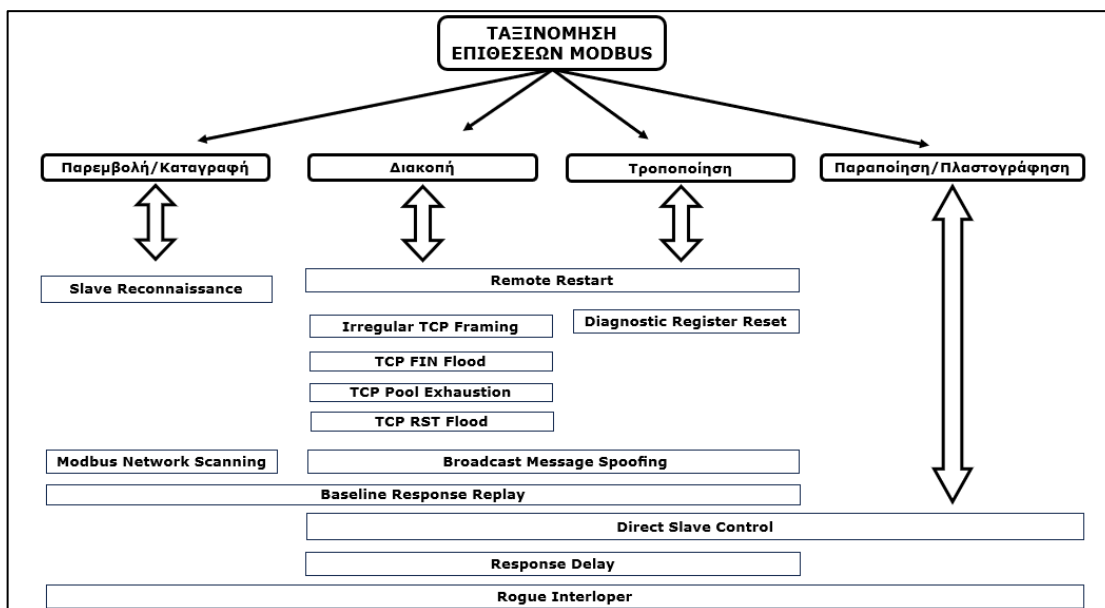 ΤΑΞΙΝΟΜΗΣΗ
ΕΠΙΘΕΣΕΩΝ MODBUS
Παρεμβολή/Καταγραφή
Διακοπή
Τροποποίηση
Παραποίηση/Πλαστογράφηση
Slave Reconnaissance
Remote Restart
Irregular TCP Framing
Diagnostic Register Reset
TCP FIN Flood
TCP Pool Exhaustion
TCP RST Flood
Modbus Network Scanning
Broadcast Message Spoofing
Baseline Response Replay
Direct Slave Control
Response Delay
Rogue Interloper